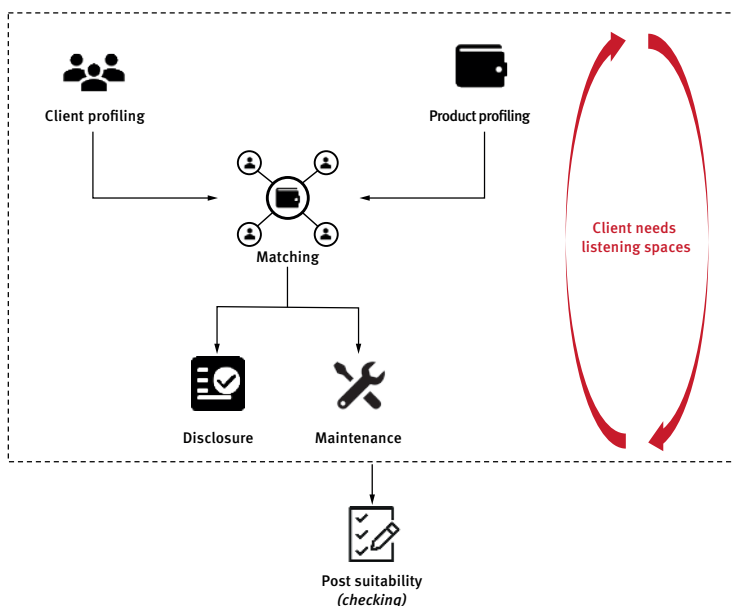 Client profiling
Product profiling
Client needs
listening spaces
Matching
Disclosure
Maintenance
Post suitability
(checking)